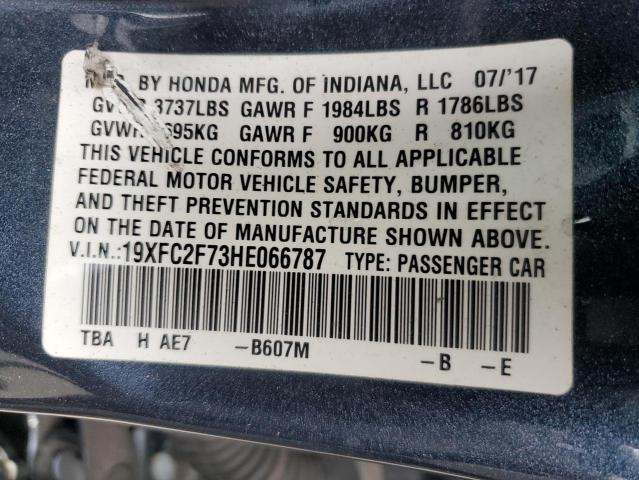 BY HONDA MFG. OF INDIANA, LLC 07/'17
3737LBS GAWR F 1984LBS R 1786LBS
GAWR F 900KG R 810KG
THIS VEHICLE CONFORMS TO ALL APPLICABLE
FEDERAL MOTOR VEHICLE SAFETY, BUMPER,
AND THEFT PREVENTION STANDARDS IN EFFECT
ON THE DATE OF MANUFACTURE SHOWN ABOVE.
V.I.N.:19XFC2F73HE066787 TYPE: PASSENGER CAR
TBA H AE7 -B607M -B -E